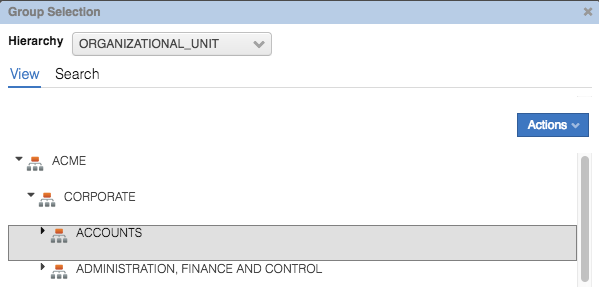 Group Selection
Hierarchy ORGANIZATIONAL_UNIT
View Search
Actions
ACME
CORPORATE
ACCOUNTS
ADMINISTRATION, FINANCE AND CONTROL